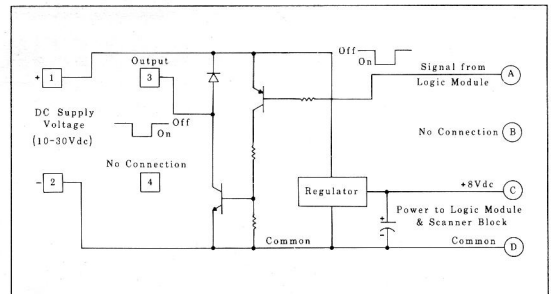 Off
On
Output
Signal from
Logic Module
A
+ 1
3
DC Supply
Voltage
(10-30Vdc)
Off
On
No Connection
B
No Connection
4
- 2
Regulator
+8Vdc
C
Power to Logic Module
& Scanner Block
+
-
Common
Common
D